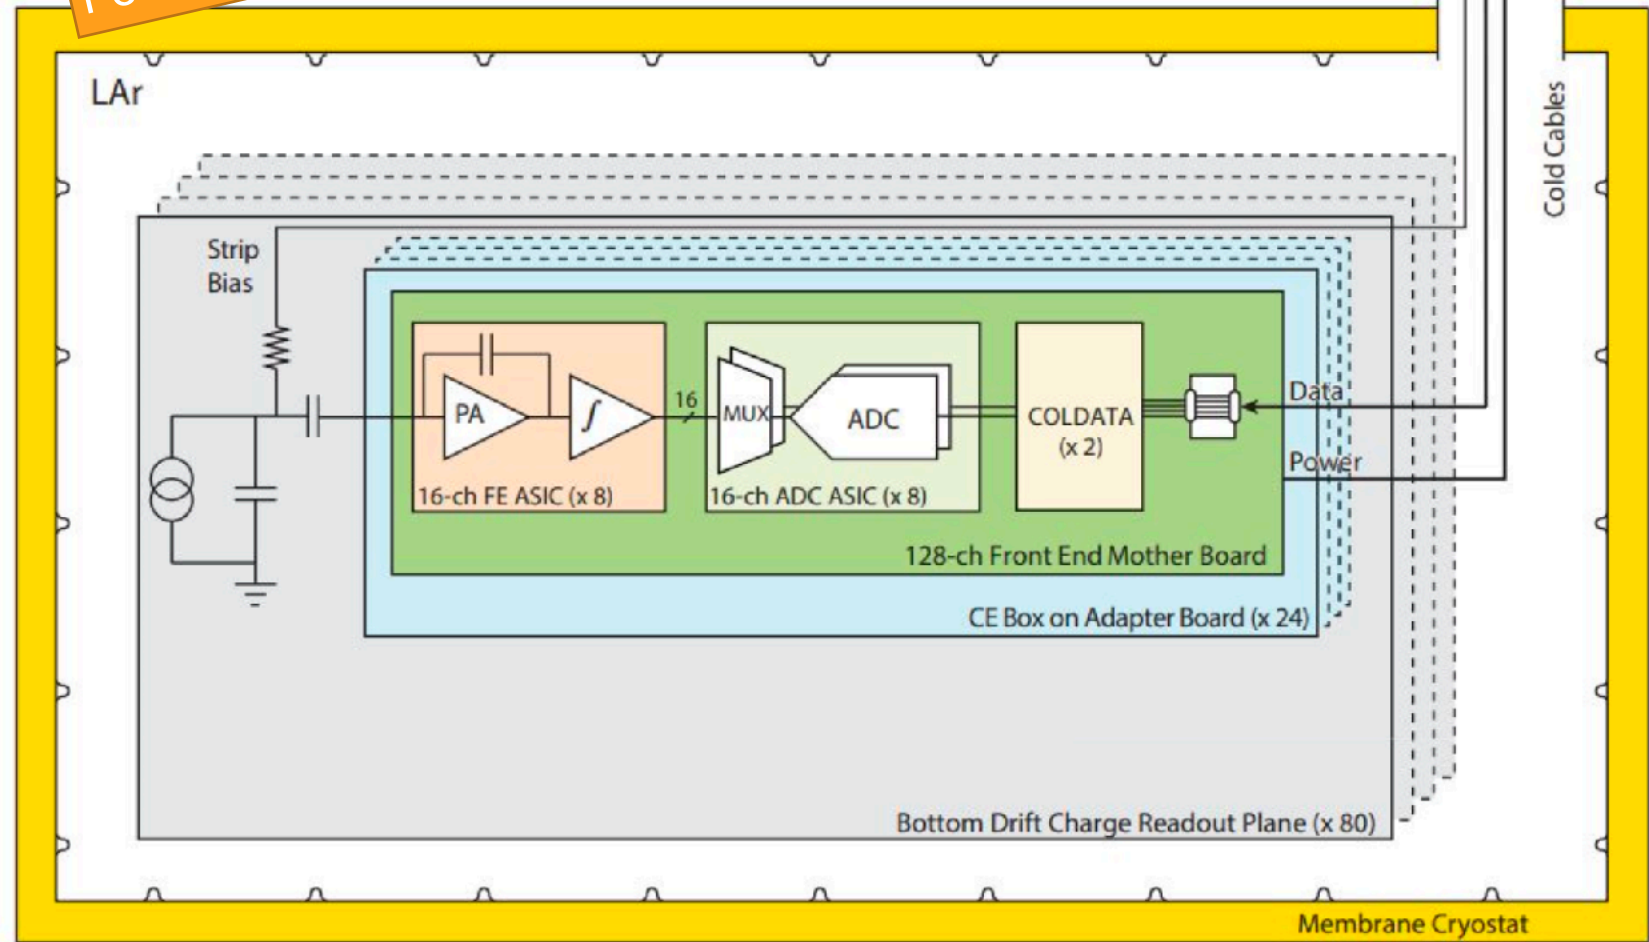 LAr
Cold Cables
Strip
Bias
PA
∫
16
MUX
ADC
COLDATA
(x 2)
Data
Power
16-ch FE ASIC (x 8)
16-ch ADC ASIC (x 8)
128-ch Front End Mother Board
CE Box on Adapter Board (x 24)
Bottom Drift Charge Readout Plane (x 80)
Membrane Cryostat